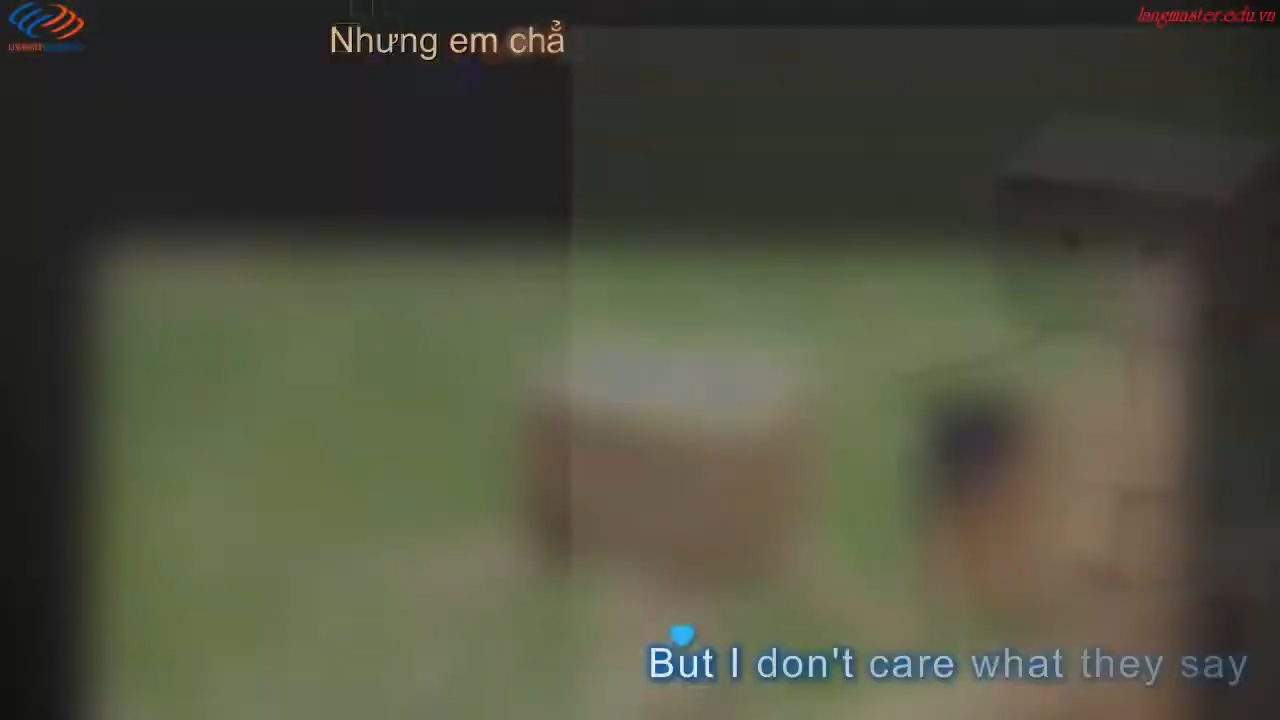 langmaster.edu.vn
Nhưng em chẳ
But I don't care what they say